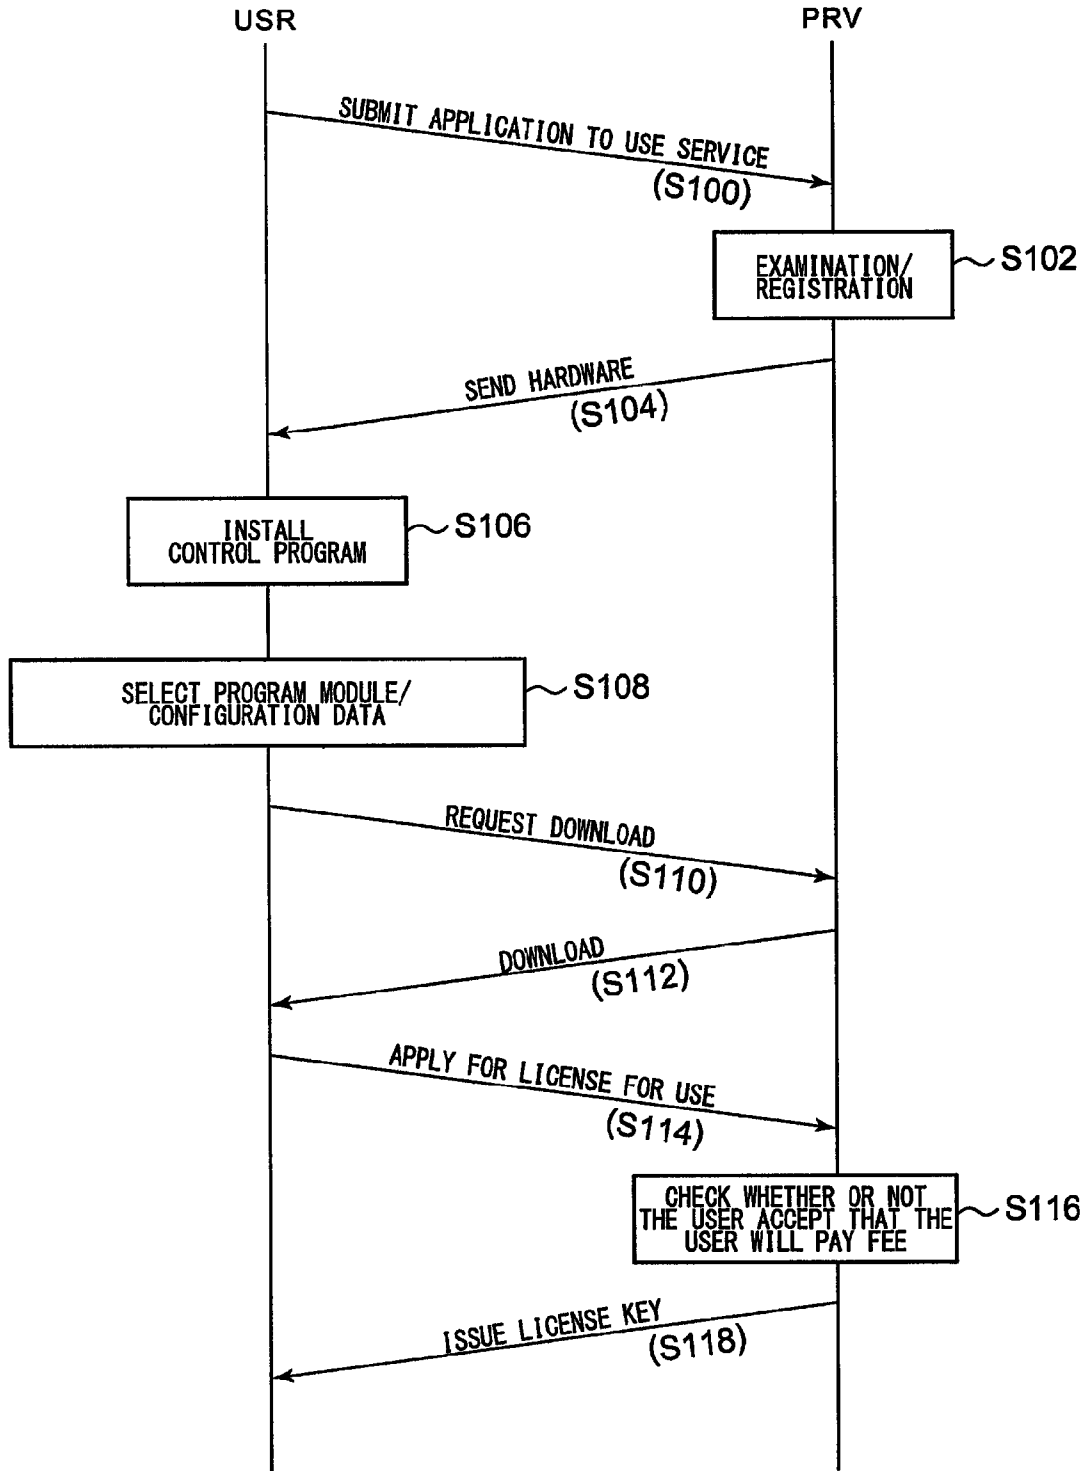 USR
PRV
SUBMIT APPLICATION TO USE SERVICE
(S100)
EXAMINATION/
REGISTRATION
S102
SEND HARDWARE
(S104)
INSTALL
CONTROL PROGRAM
S106
SELECT PROGRAM MODULE/
CONFIGURATION DATA
S108
REQUEST DOWNLOAD
(S110)
DOWNLOAD
(S112)
APPLY FOR LICENSE FOR USE
(S114)
CHECK WHETHER OR NOT
THE USER ACCEPT THAT THE
USER WILL PAY FEE
S116
ISSUE LICENSE KEY
(S118)